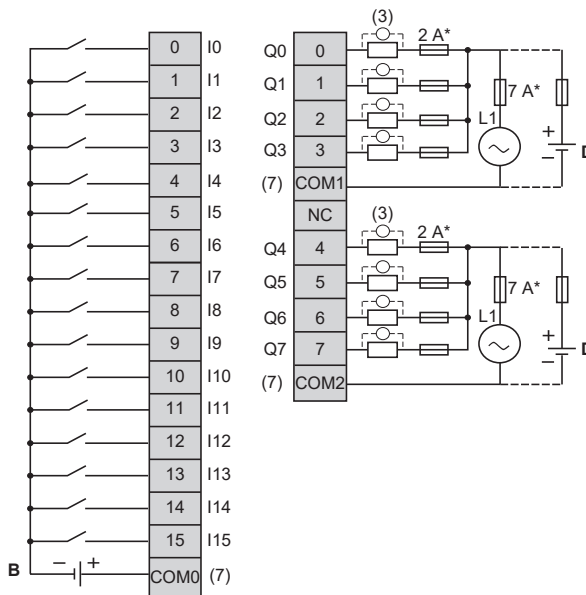 0 I0
1 I1
2 I2
3 I3
4 I4
5 I5
6 I6
7 I7
8 I8
9 I9
10 I10
11 I11
12 I12
13 I13
14 I14
15 I15
B − + COM0 (7)
(3) 2 A*
Q0 0
Q1 1
Q2 2
Q3 3
7 A*
L1
+
−
(7) COM1
NC
(3) 2 A*
Q4 4
Q5 5
Q6 6
Q7 7
7 A*
L1
+
−
(7) COM2